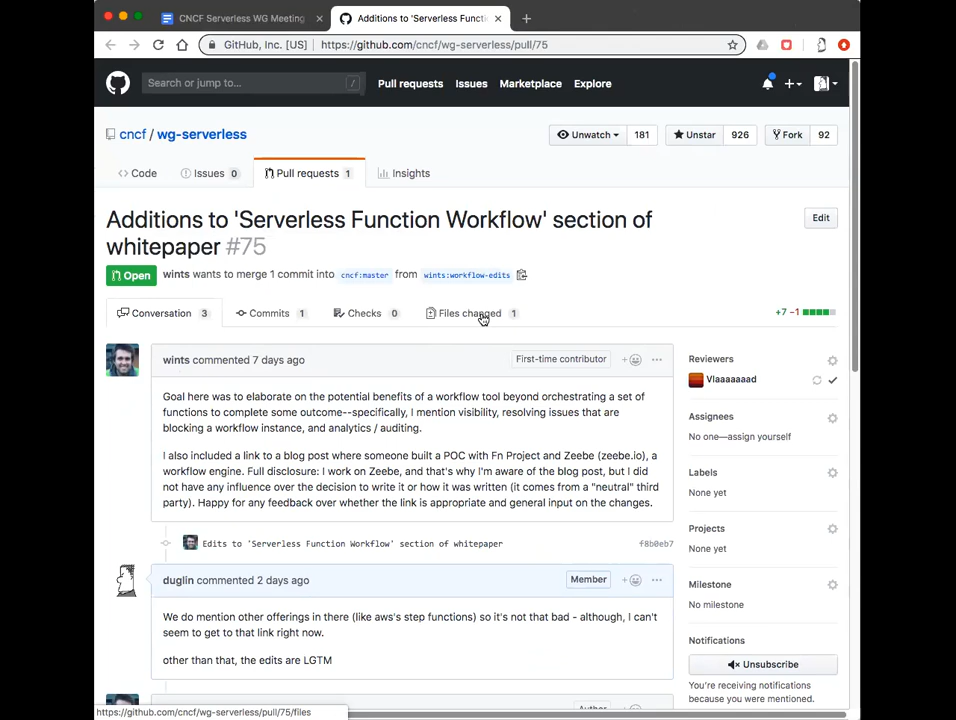 CNCF Serverless WG Meeting
Additions to 'Serverless Functi
GitHub, Inc. [US] https://github.com/cncf/wg-serverless/pull/75
Search or jump to... /
Pull requests Issues Marketplace Explore
cncf / wg-serverless
Unwatch 181 Unstar 926 Fork 92
Code Issues 0 Pull requests 1 Insights
Additions to 'Serverless Function Workflow' section of
whitepaper #75
Edit
Open wints wants to merge 1 commit into cncf:master from wints:workflow-edits
Conversation 3 Commits 1 Checks 0 Files changed 1
+7 −1
wints commented 7 days ago
First-time contributor
Goal here was to elaborate on the potential benefits of a workflow tool beyond orchestrating a set of
functions to complete some outcome--specifically, I mention visibility, resolving issues that are
blocking a workflow instance, and analytics / auditing.
I also included a link to a blog post where someone built a POC with Fn Project and Zeebe (zeebe.io), a
workflow engine. Full disclosure: I work on Zeebe, and that's why I'm aware of the blog post, but I did
not have any influence over the decision to write it or how it was written (it comes from a "neutral" third
party). Happy for any feedback over whether the link is appropriate and general input on the changes.
Edits to 'Serverless Function Workflow' section of whitepaper f8b0eb7
duglin commented 2 days ago
Member
We do mention other offerings in there (like aws's step functions) so it's not that bad - although, I can't
seem to get to that link right now.
other than that, the edits are LGTM
Author
Reviewers
Vlaaaaaad
Assignees
No one—assign yourself
Labels
None yet
Projects
None yet
Milestone
No milestone
Notifications
Unsubscribe
You're receiving notifications
because you were mentioned.
https://github.com/cncf/wg-serverless/pull/75/files